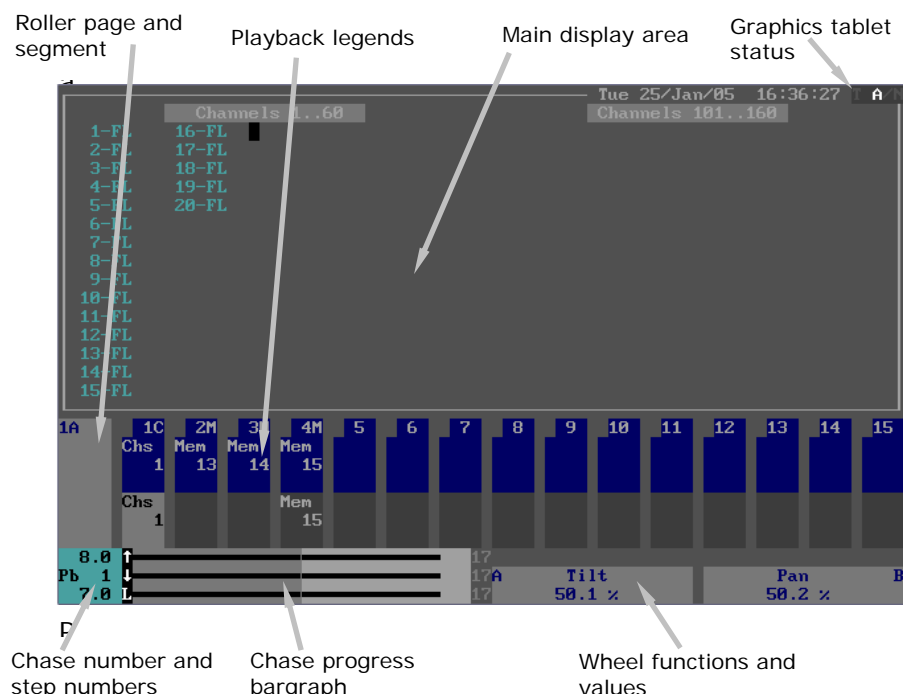 Roller page and
segment
Playback legends
Main display area
Graphics tablet
status
Tue 25/Jan/05 16:36:27 T A/N
Channels 1..60
Channels 101..160
1-FL 16-FL
2-FL 17-FL
3-FL 18-FL
4-FL 19-FL
5-FL 20-FL
6-FL
7-FL
8-FL
9-FL
10-FL
11-FL
12-FL
13-FL
14-FL
15-FL
1A 1C 2M 3M 4M 5 6 7 8 9 10 11 12 13 14 15
Chs Mem Mem Mem
1 13 14 15
Chs Mem
1 15
8.0 17
Pb 1 17 A Tilt Pan B
7.0 L 17 50.1 % 50.2 %
Chase number and
step numbers
Chase progress
bargraph
Wheel functions and
values